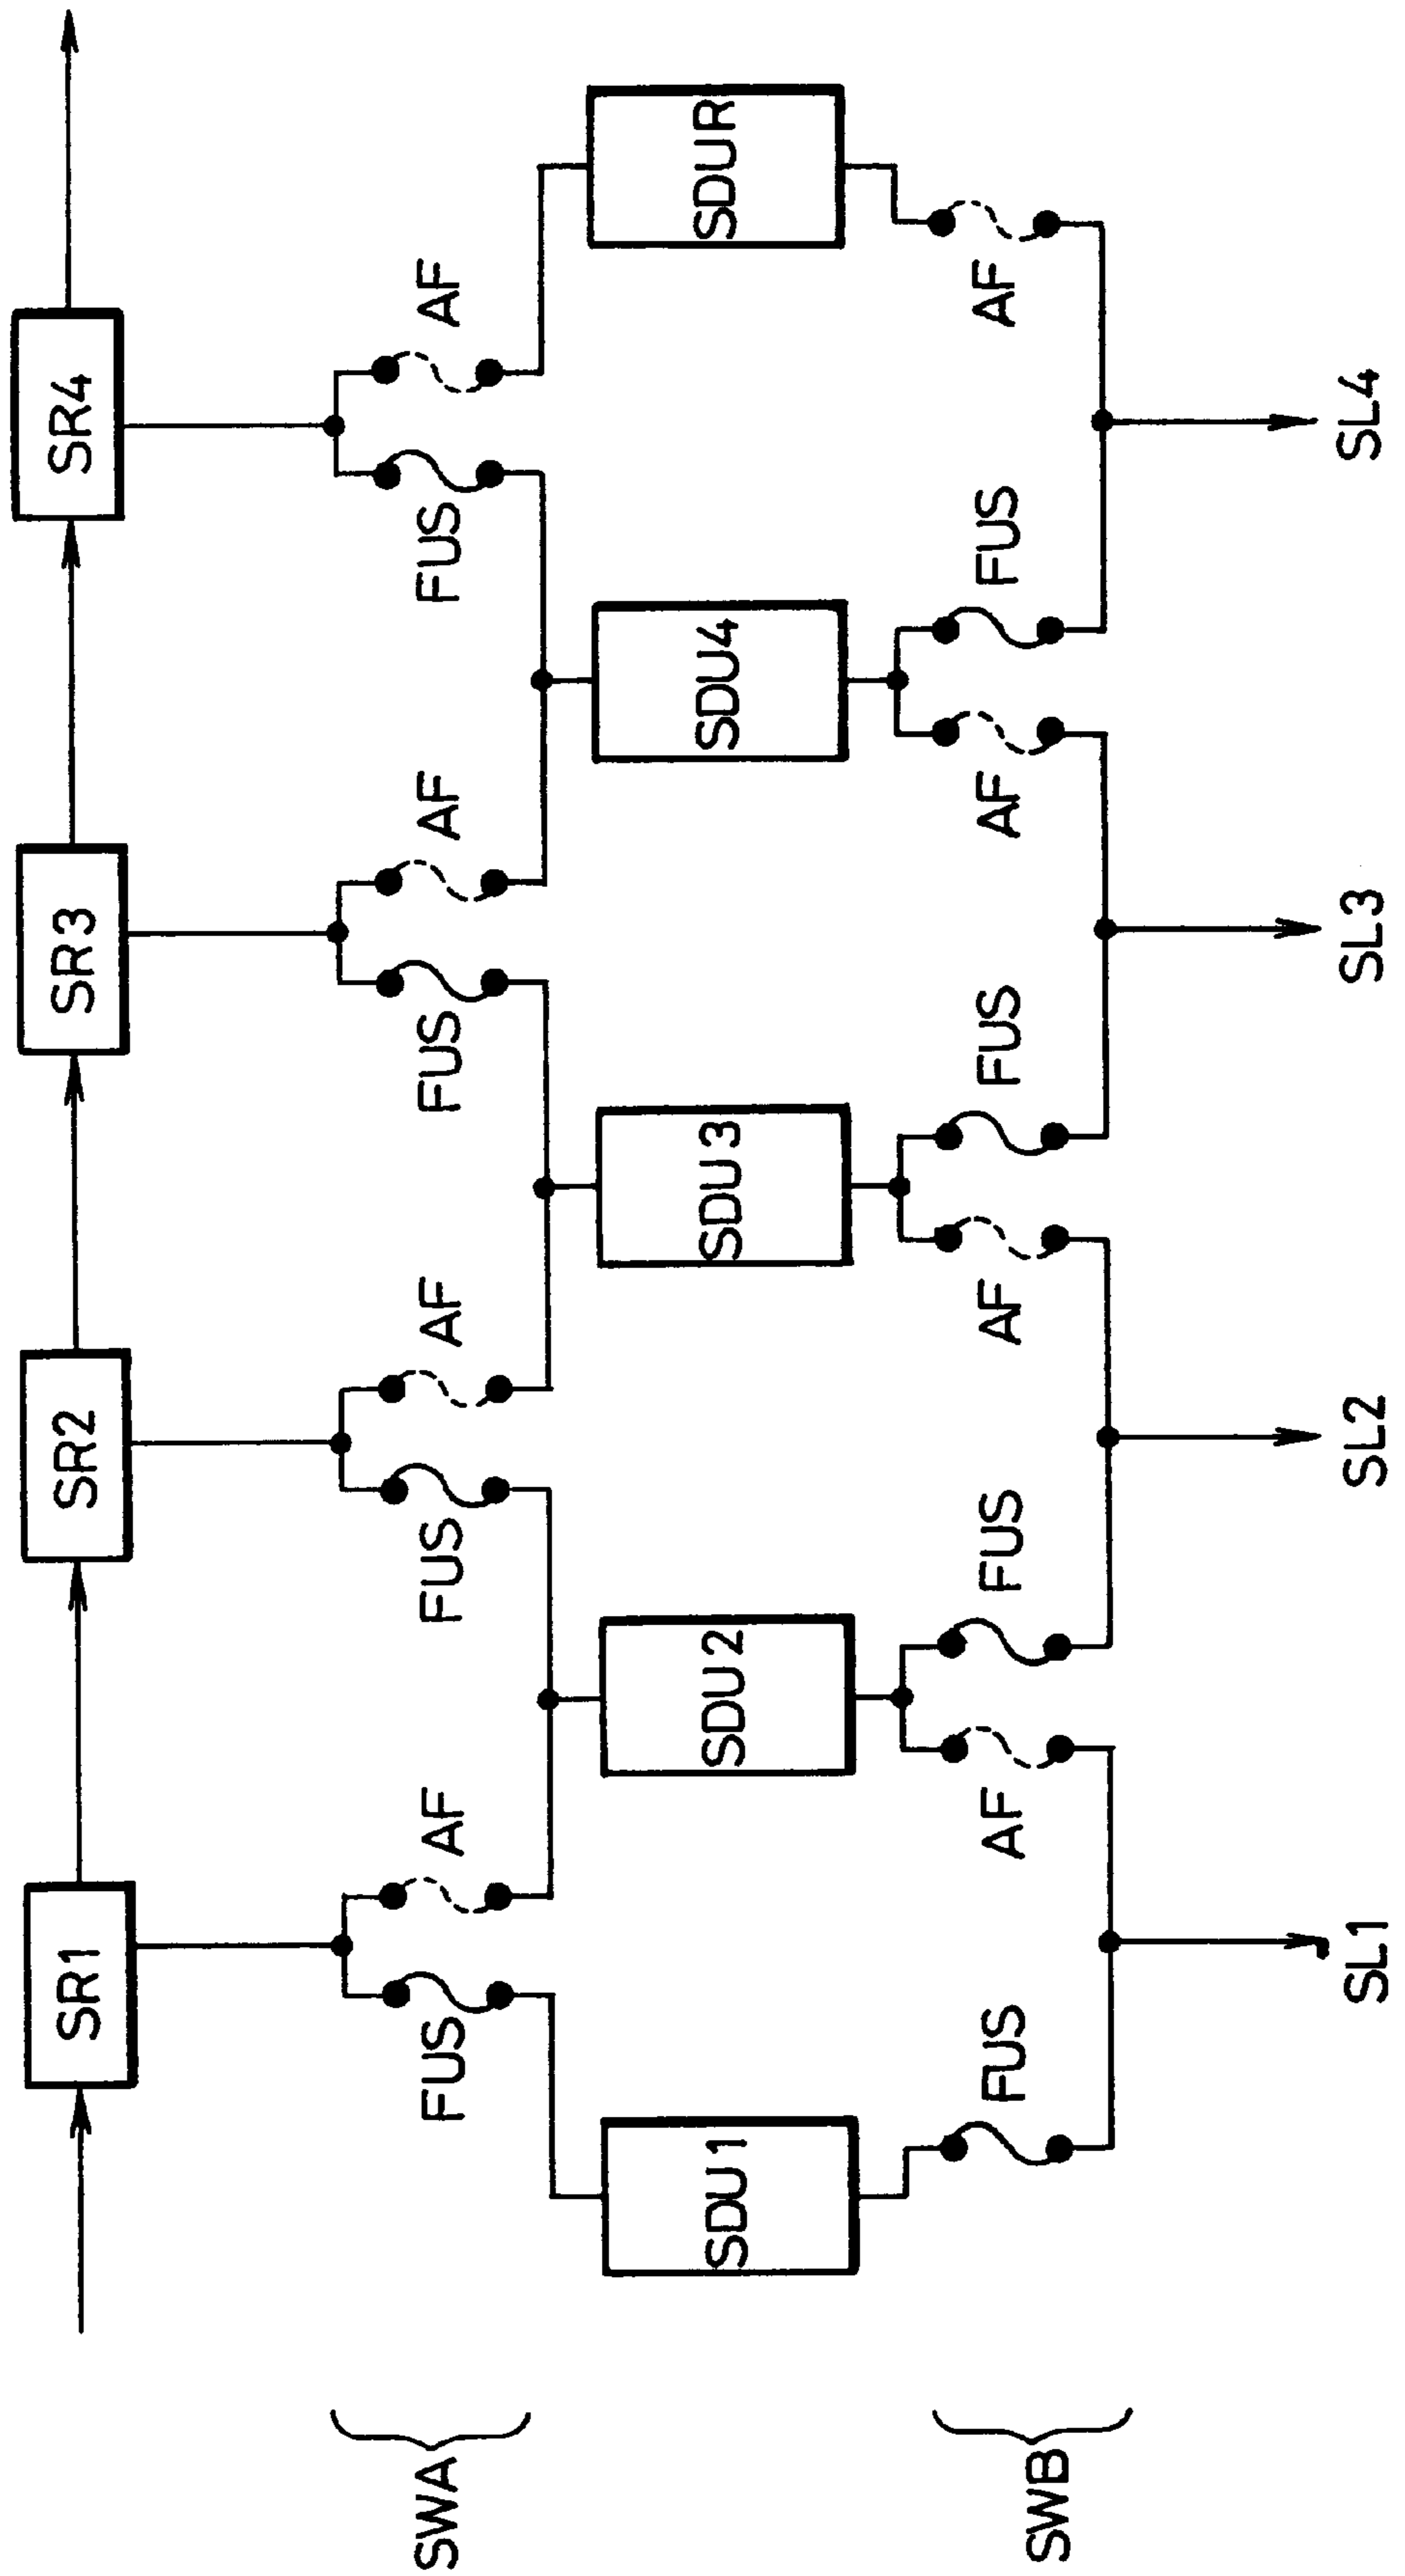 SR1 SR2 SR3 SR4
SWA FUS AF FUS AF FUS AF FUS AF
SDU1 SDU2 SDU3 SDU4 SDUR
SWB FUS AF FUS AF FUS AF FUS AF
SL1 SL2 SL3 SL4